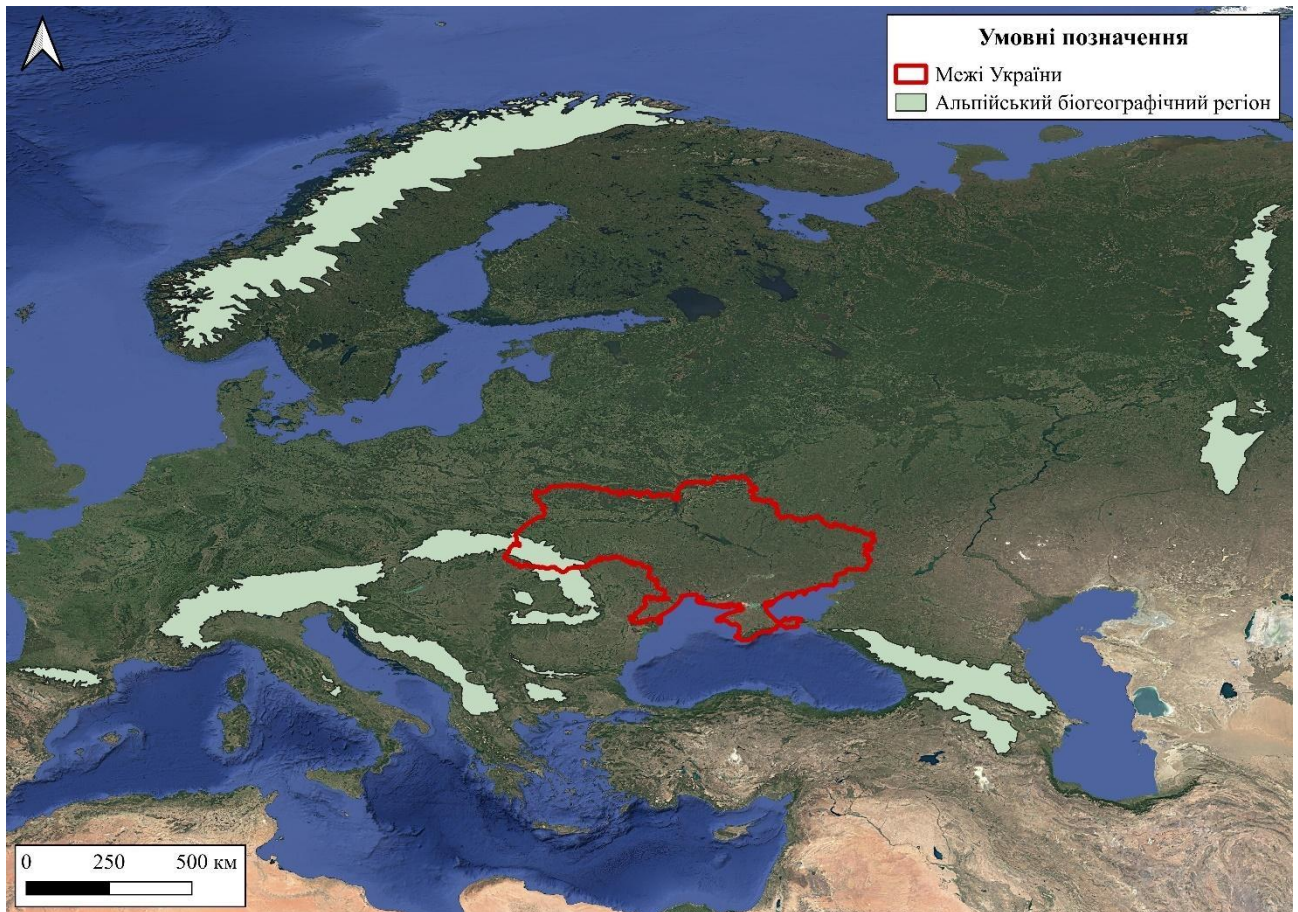 Умовні позначення
Межі України
Альпійський біогеографічний регіон
0 250 500 км